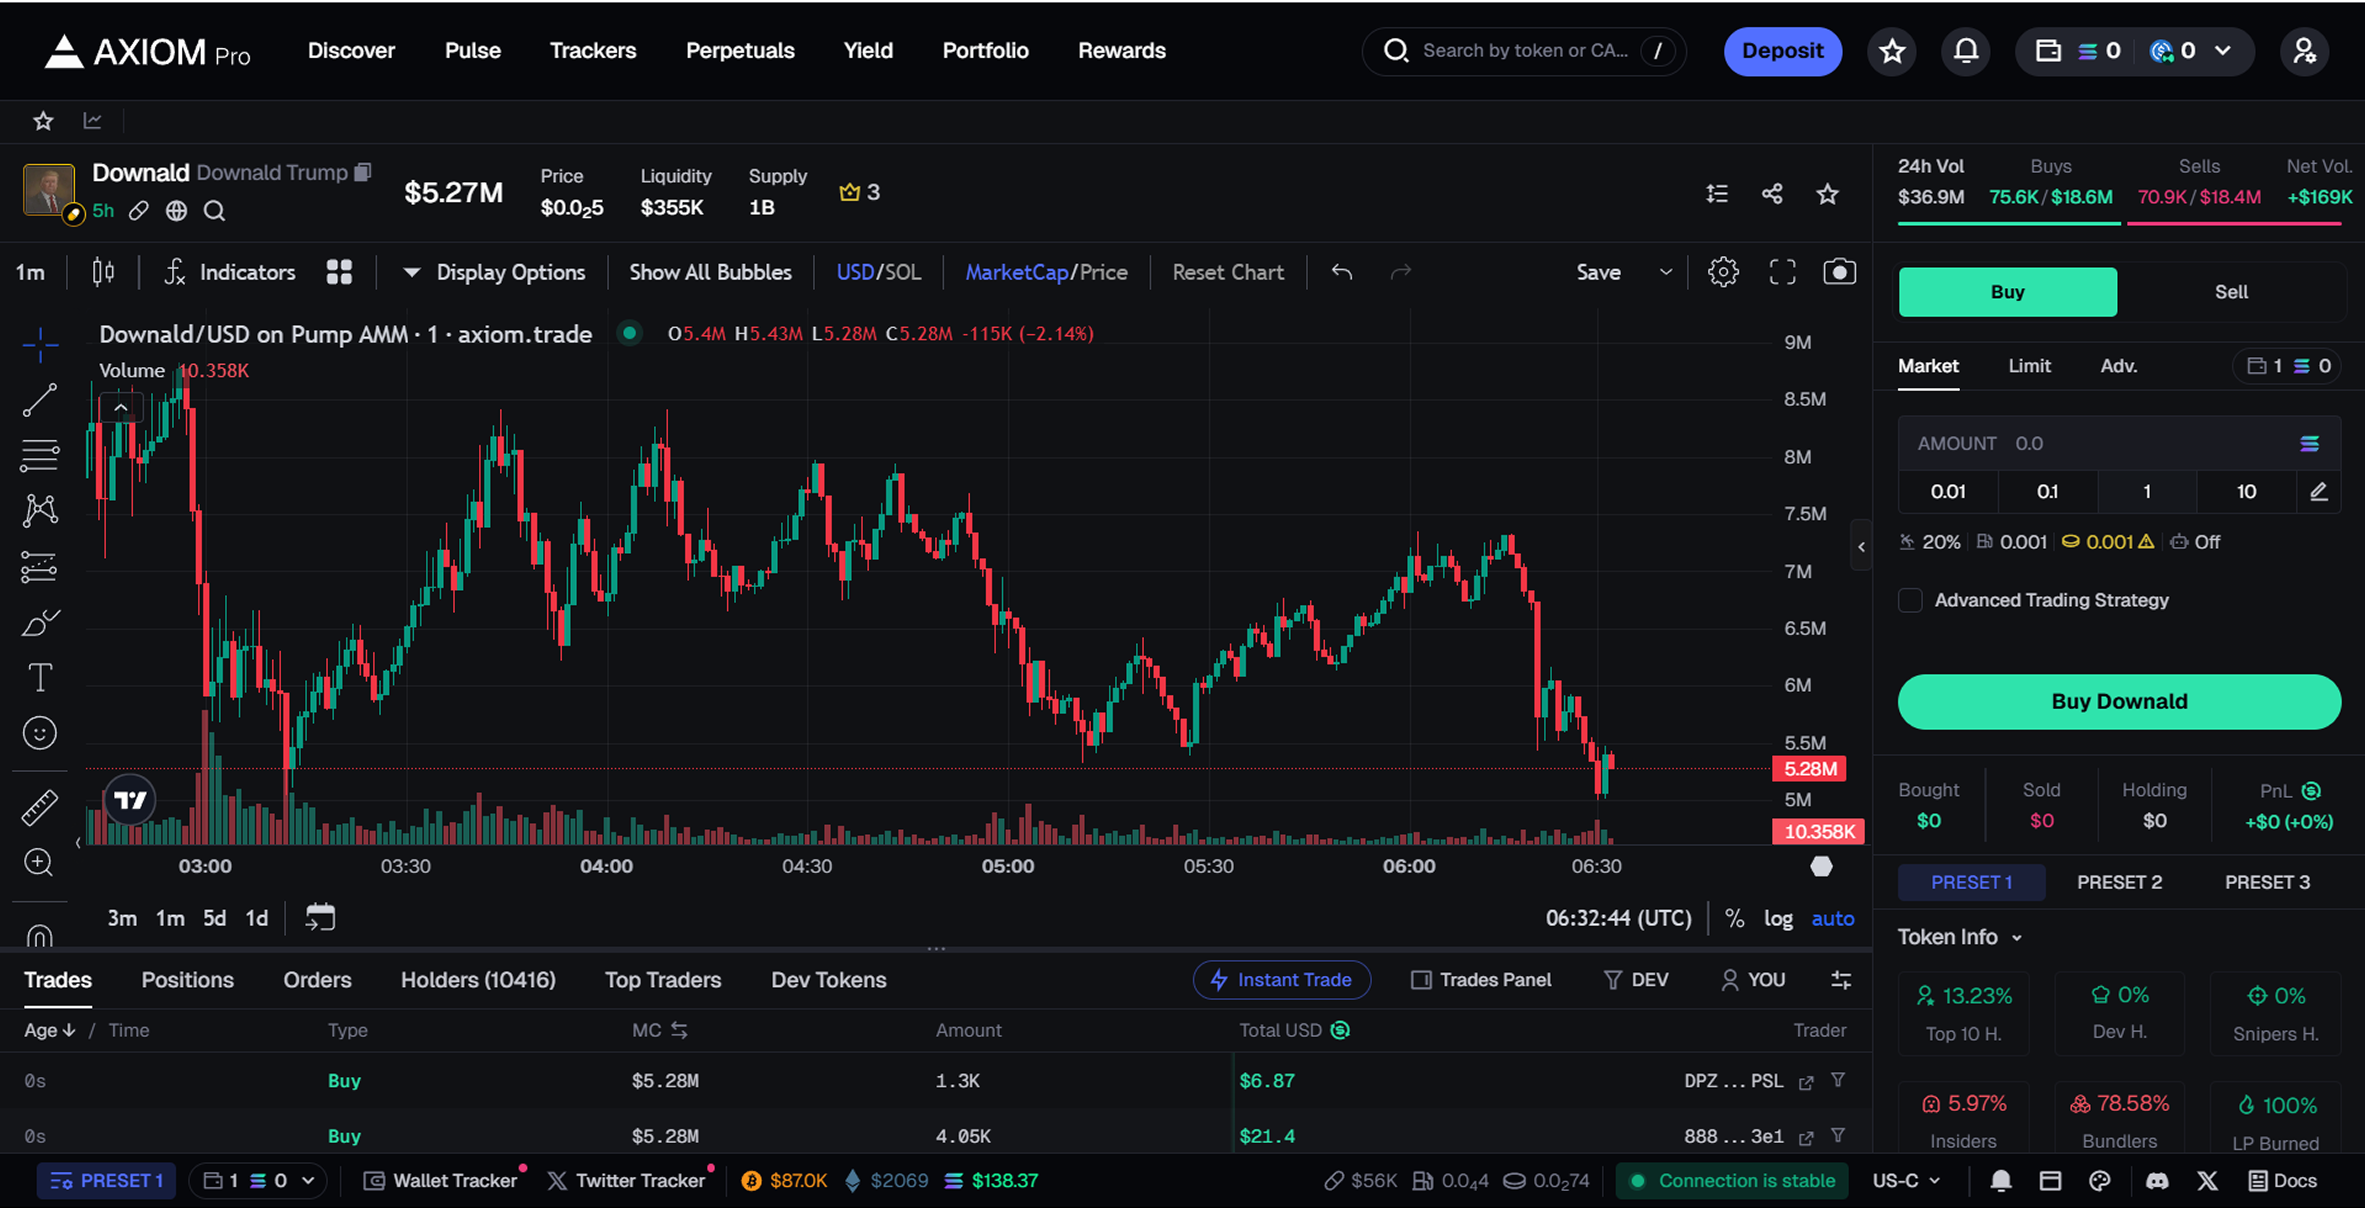 AXIOM Pro Discover Pulse Trackers Perpetuals Yield Portfolio Rewards Search by token or CA... / Deposit 0 0
Downald Downald Trump
5h
$5.27M
Price Liquidity Supply
$0.0₂5 $355K 1B
3
24h Vol Buys Sells Net Vol.
$36.9M 75.6K/$18.6M 70.9K/$18.4M +$169K
1m Indicators Display Options Show All Bubbles USD/SOL MarketCap/Price Reset Chart Save
Buy Sell
Downald/USD on Pump AMM · 1 · axiom.trade O5.4M H5.43M L5.28M C5.28M -115K (−2.14%)
Volume 10.358K
9M
8.5M
8M
7.5M
7M
6.5M
6M
5.5M
5.28M
5M
10.358K
03:00 03:30 04:00 04:30 05:00 05:30 06:00 06:30
3m 1m 5d 1d 06:32:44 (UTC) % log auto
Market Limit Adv. 1 0
AMOUNT 0.0
0.01 0.1 1 10
20% 0.001 0.001 Off
Advanced Trading Strategy
Buy Downald
Bought Sold Holding PnL
$0 $0 $0 +$0 (+0%)
PRESET 1 PRESET 2 PRESET 3
Token Info
13.23% 0% 0%
Top 10 H. Dev H. Snipers H.
5.97% 78.58% 100%
Insiders Bundlers LP Burned
Trades Positions Orders Holders (10416) Top Traders Dev Tokens Instant Trade Trades Panel DEV YOU
Age / Time Type MC Amount Total USD Trader
0s Buy $5.28M 1.3K $6.87 DPZ...PSL
0s Buy $5.28M 4.05K $21.4 888...3e1
PRESET 1 1 0 Wallet Tracker Twitter Tracker $87.0K $2069 $138.37 $56K 0.0₄4 0.0₂74 Connection is stable US-C Docs